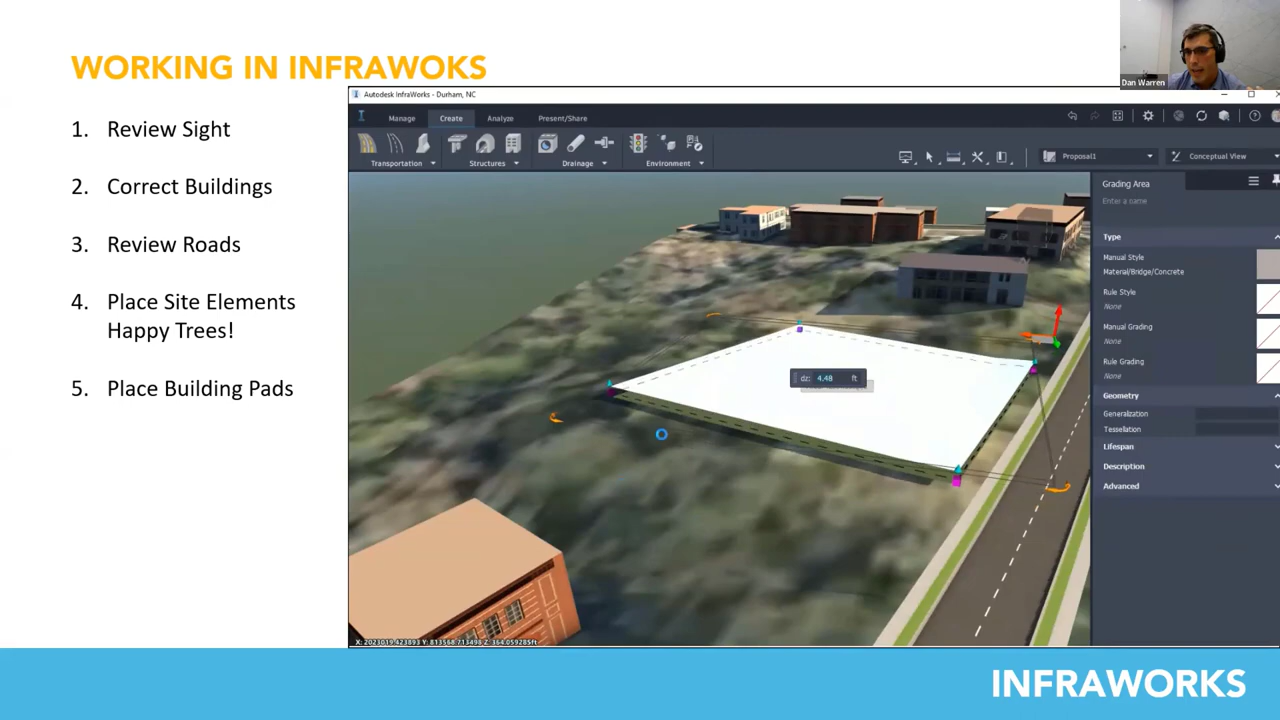 WORKING IN INFRAWOKS
Dan Warren
1. Review Sight
2. Correct Buildings
3. Review Roads
4. Place Site Elements
Happy Trees!
5. Place Building Pads
Autodesk InfraWorks - Durham, NC
Manage Create Analyze Present/Share
Transportation Structures Drainage Environment
Proposal1 Conceptual View
Grading Area
Enter a name
Type
Manual Style
Material/Bridge/Concrete
Rule Style
None
Manual Grading
None
Rule Grading
None
Geometry
Generalization
Tessellation
Lifespan
Description
Advanced
dz: 4.48 ft
INFRAWORKS